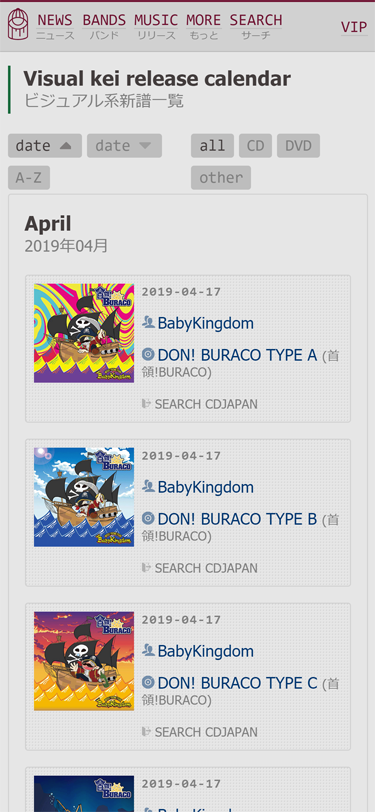 NEWS BANDS MUSIC MORE SEARCH VIP
ニュース バンド リリース もっと サーチ
Visual kei release calendar
ビジュアル系新譜一覧
date ▲ date ▼ all CD DVD
A-Z other
April
2019年04月
2019-04-17
BabyKingdom
DON! BURACO TYPE A (首
領!BURACO)
SEARCH CDJAPAN
2019-04-17
BabyKingdom
DON! BURACO TYPE B (首
領!BURACO)
SEARCH CDJAPAN
2019-04-17
BabyKingdom
DON! BURACO TYPE C (首
領!BURACO)
SEARCH CDJAPAN
2019-04-17